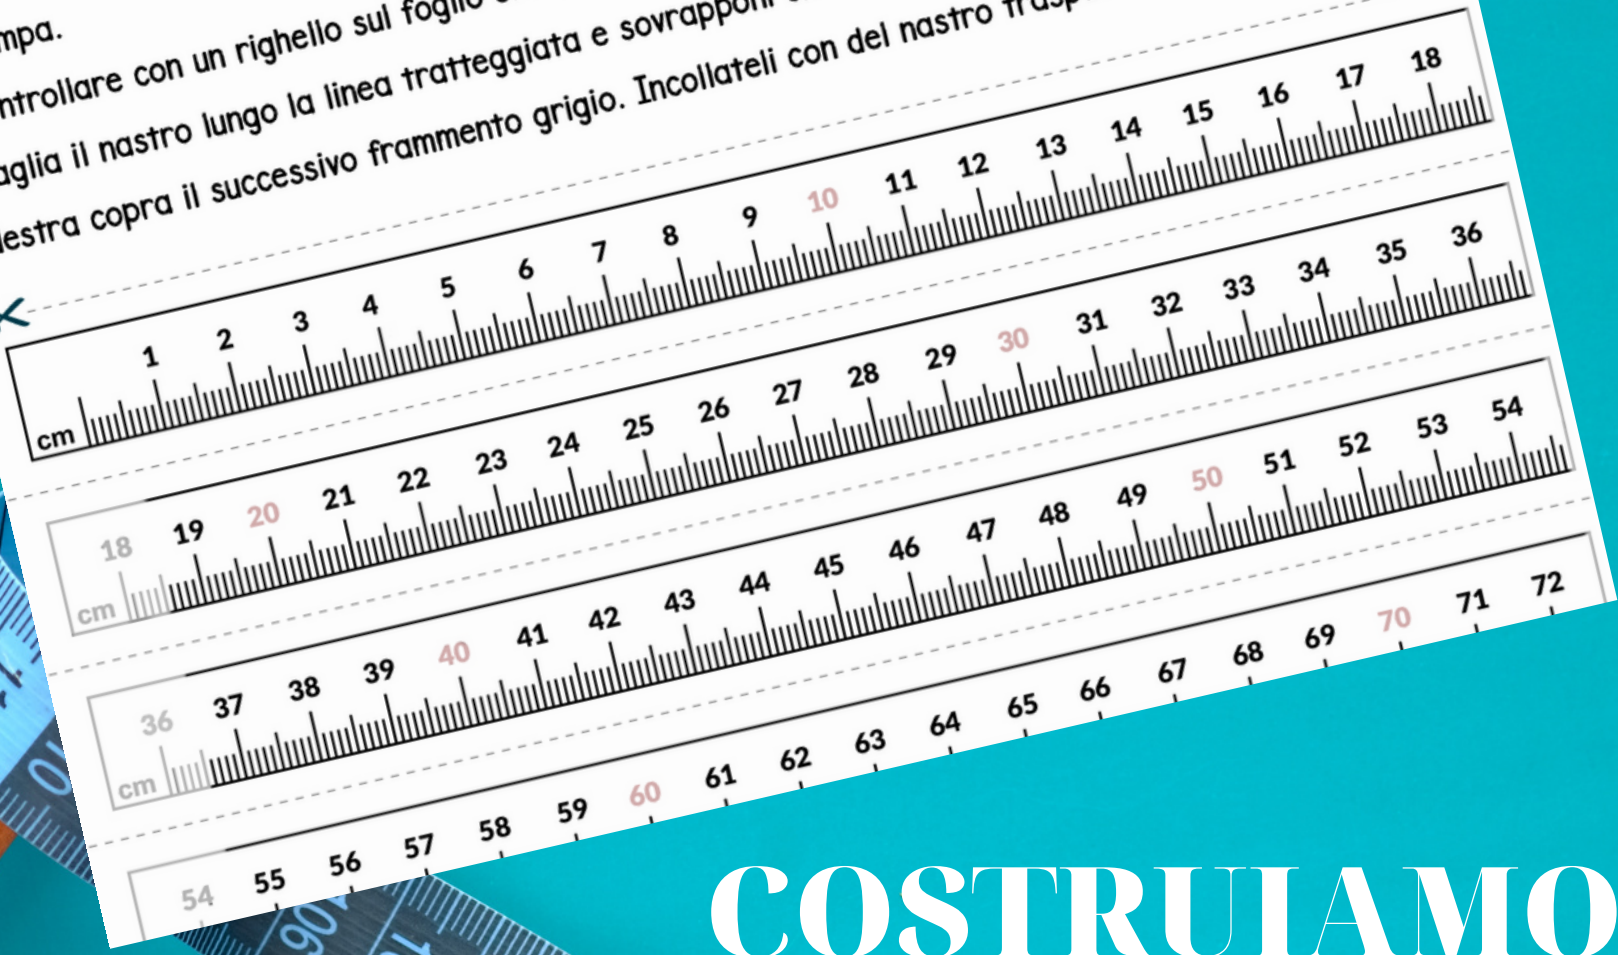 mpa.
ntrollare con un righello sul foglio
aglia il nastro lungo la linea tratteggiata e sovrapponi
destra copra il successivo frammento grigio. Incollateli con del nastro trasp
cm 1 2 3 4 5 6 7 8 9 10 11 12 13 14 15 16 17 18
cm 18 19 20 21 22 23 24 25 26 27 28 29 30 31 32 33 34 35 36
cm 36 37 38 39 40 41 42 43 44 45 46 47 48 49 50 51 52 53 54
54 55 56 57 58 59 60 61 62 63 64 65 66 67 68 69 70 71 72
106
COSTRUIAMO